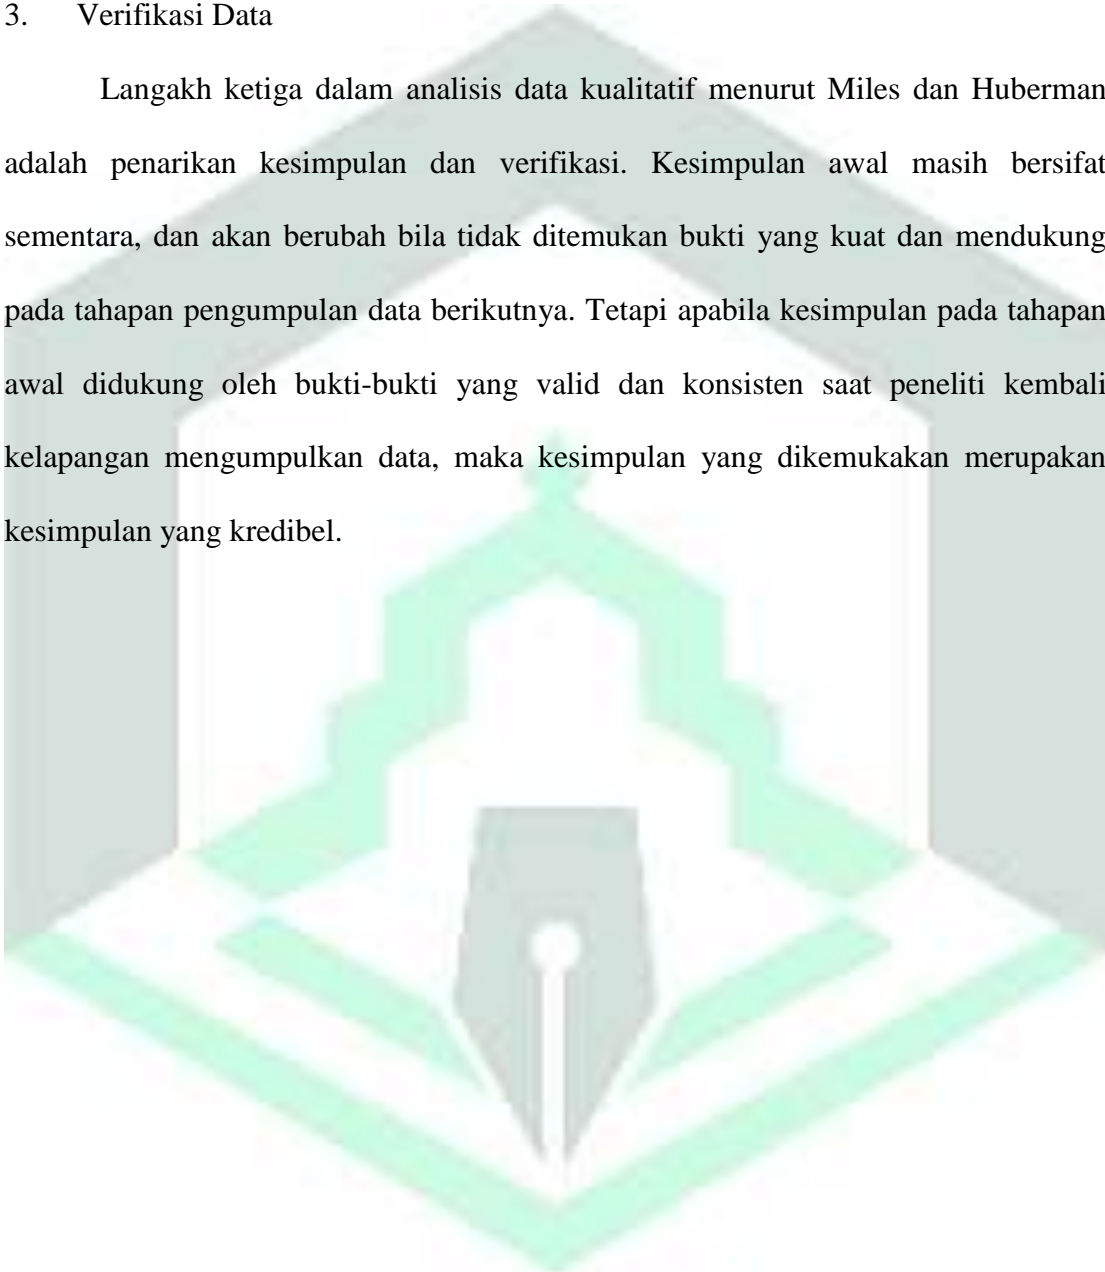 3. Verifikasi Data
Langakh ketiga dalam analisis data kualitatif menurut Miles dan Huberman
adalah penarikan kesimpulan dan verifikasi. Kesimpulan awal masih bersifat
sementara, dan akan berubah bila tidak ditemukan bukti yang kuat dan mendukung
pada tahapan pengumpulan data berikutnya. Tetapi apabila kesimpulan pada tahapan
awal didukung oleh bukti-bukti yang valid dan konsisten saat peneliti kembali
kelapangan mengumpulkan data, maka kesimpulan yang dikemukakan merupakan
kesimpulan yang kredibel.